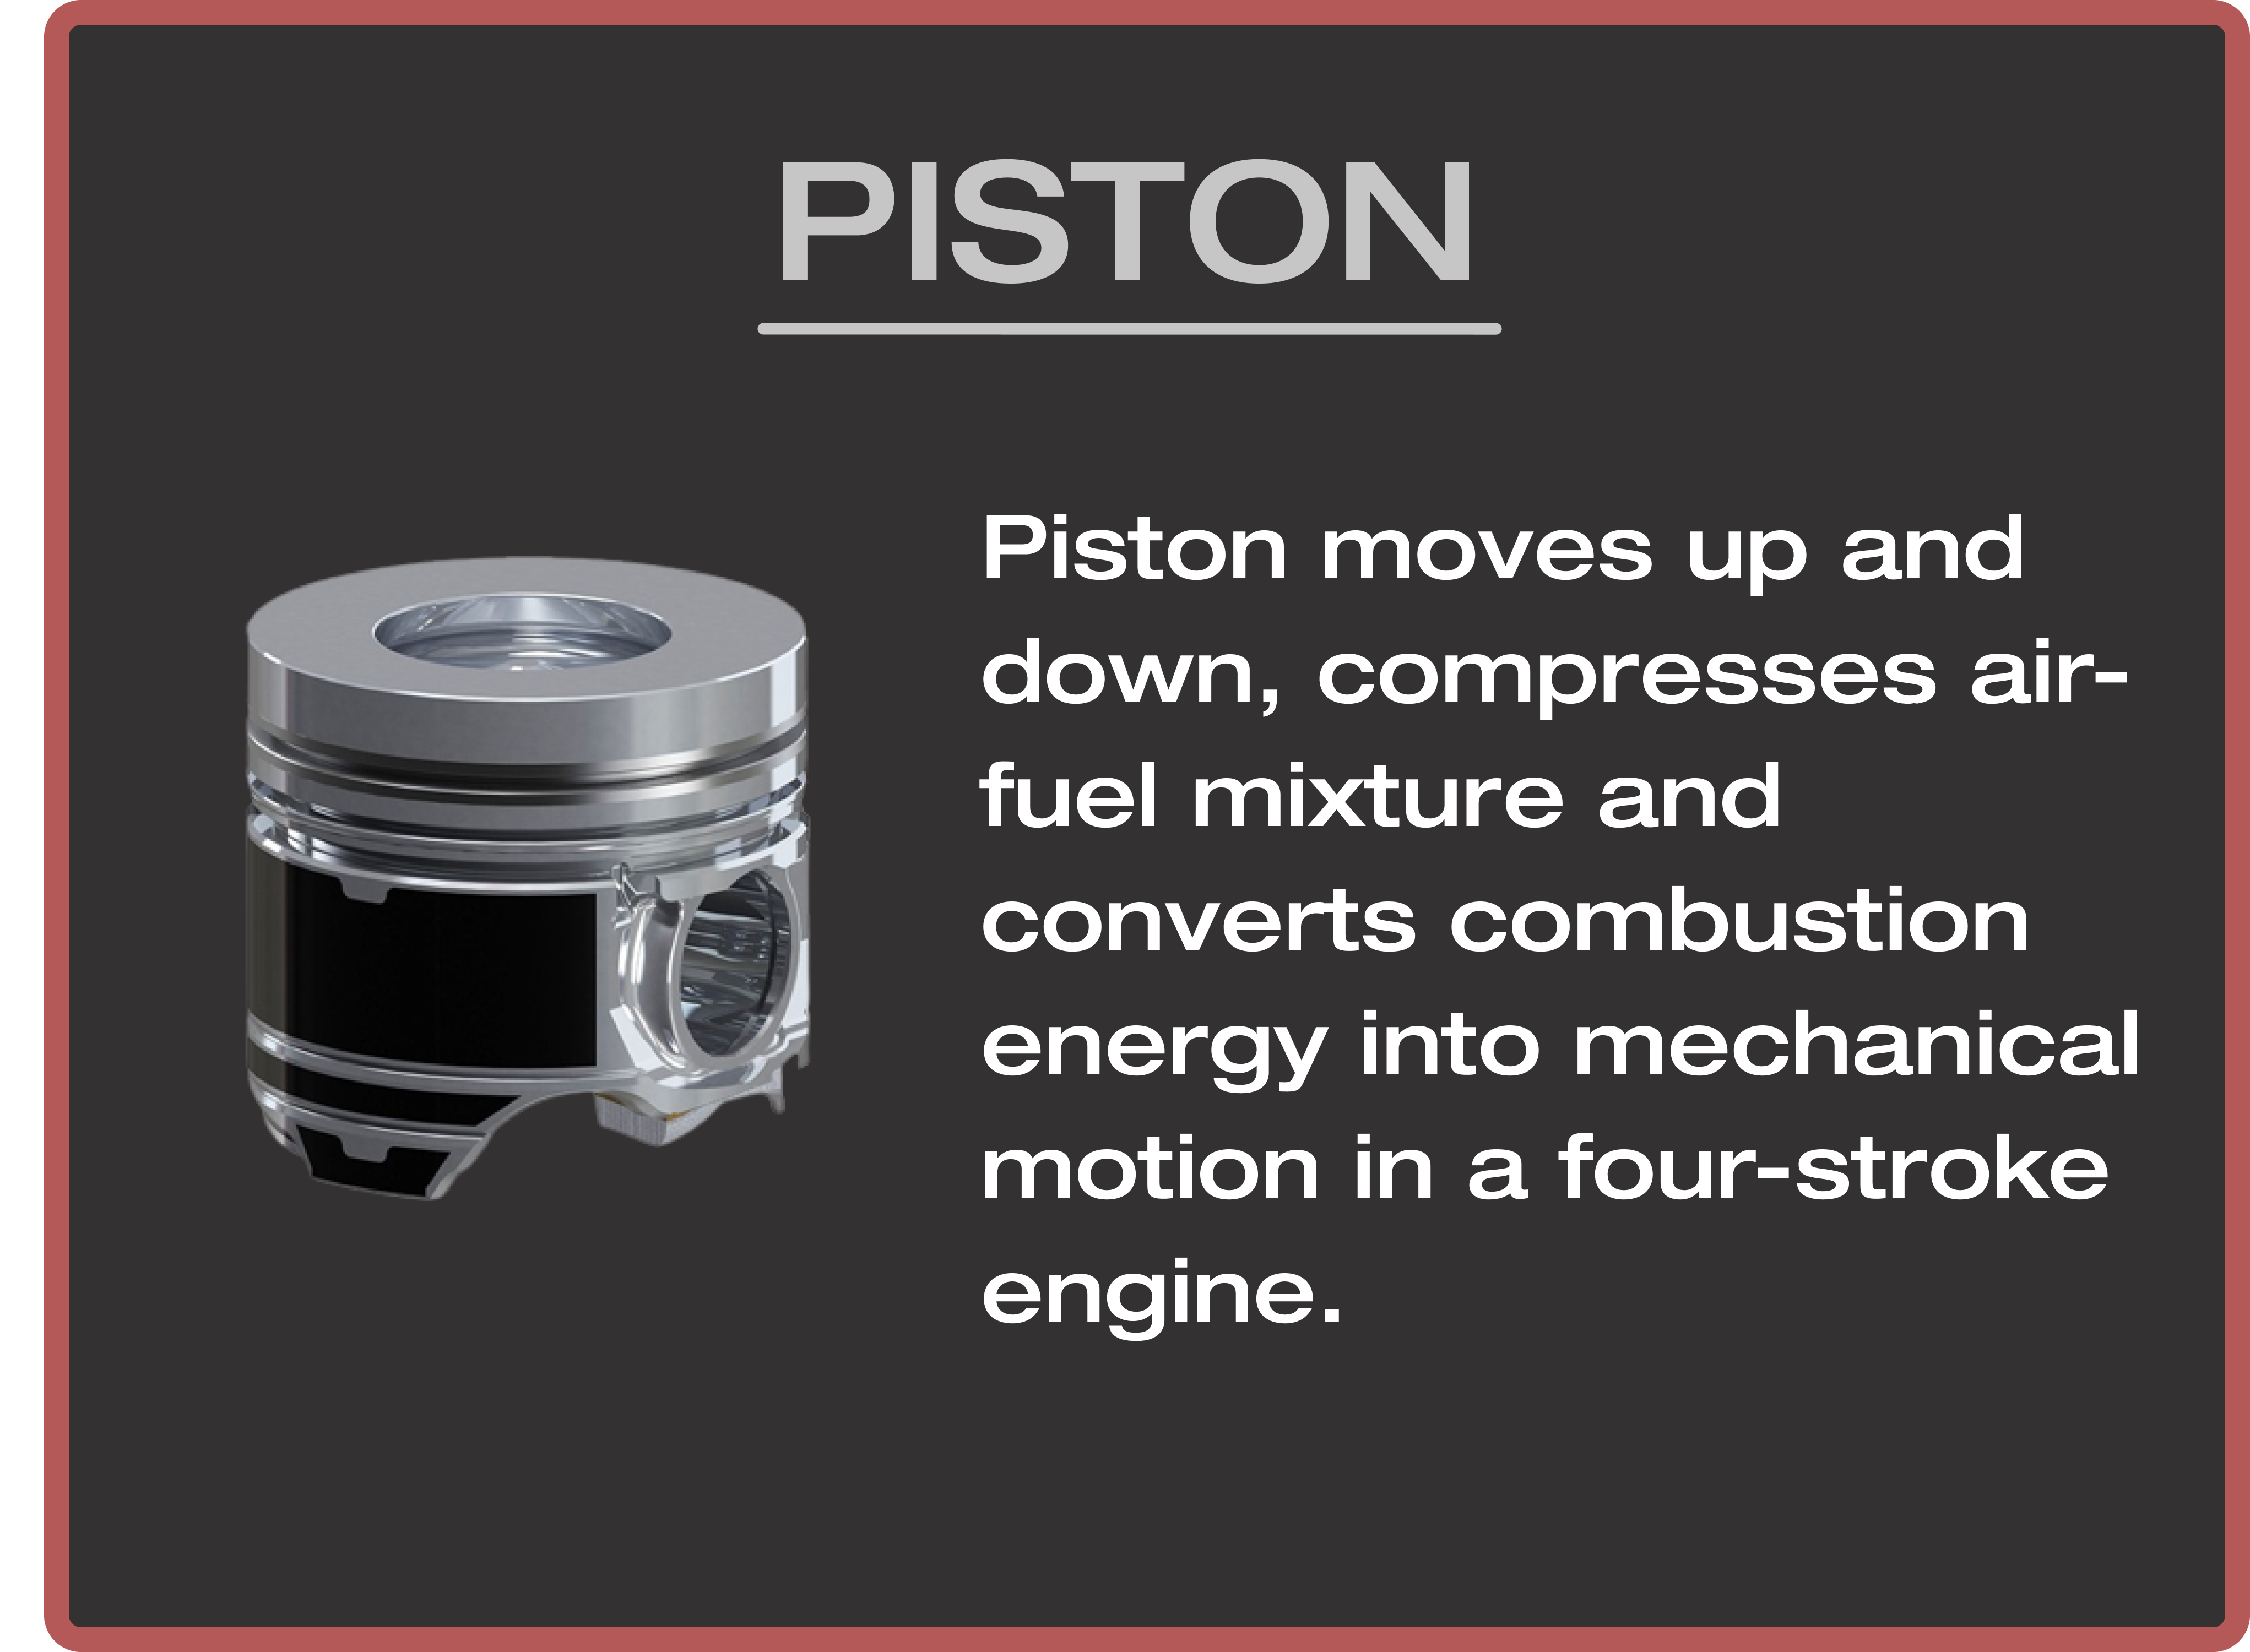 PISTON
Piston moves up and
down, compresses air-
fuel mixture and
converts combustion
energy into mechanical
motion in a four-stroke
engine.